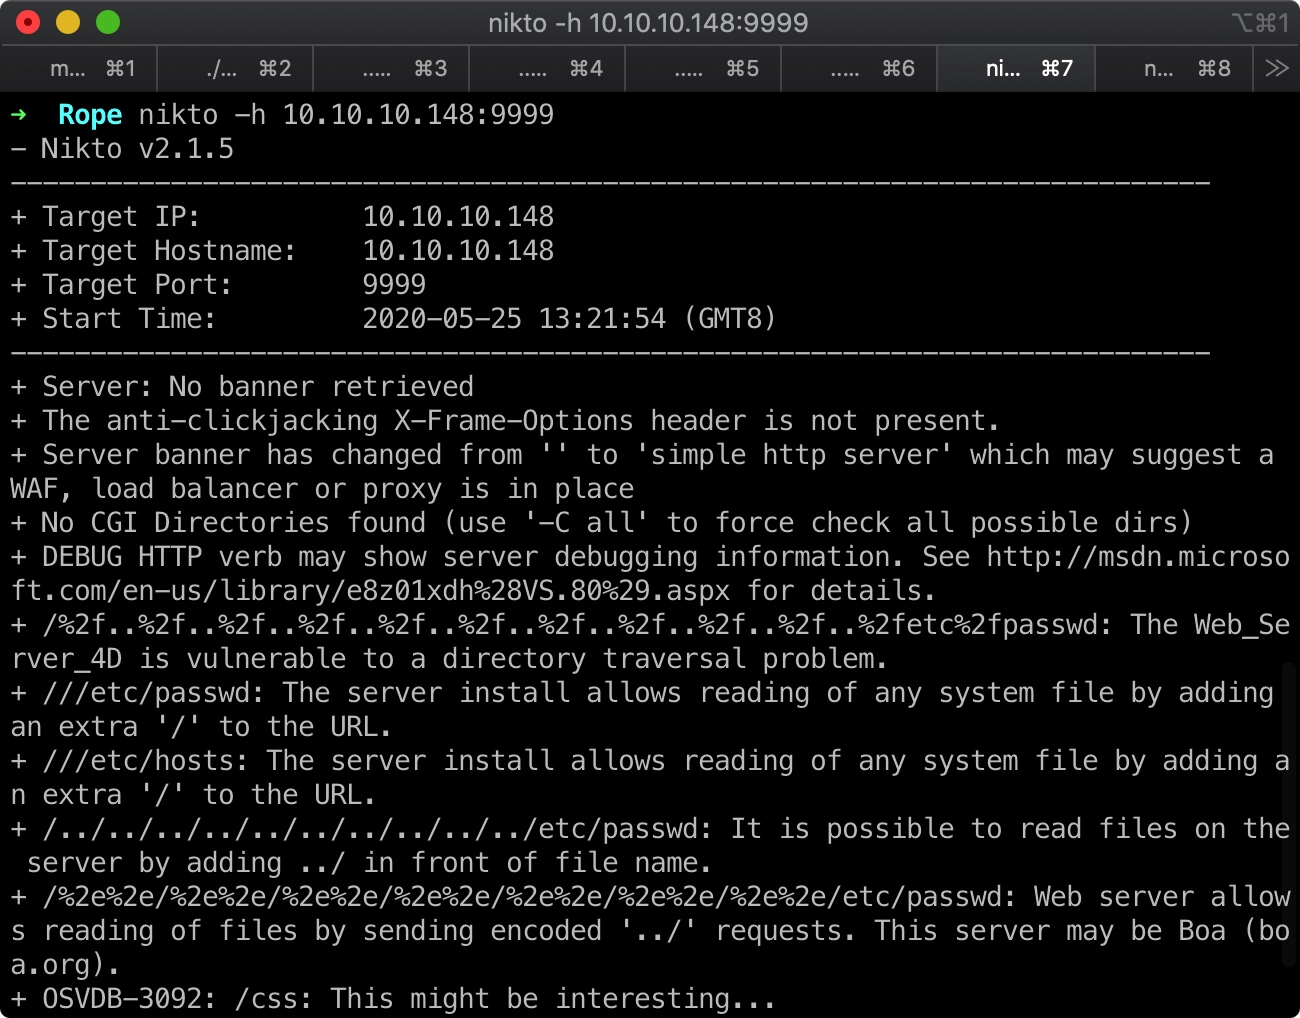 nikto -h 10.10.10.148:9999
⌥⌘1
m... ⌘1 ./... ⌘2 ..... ⌘3 ..... ⌘4 ..... ⌘5 ..... ⌘6 ni... ⌘7 n... ⌘8 >>
➜ Rope nikto -h 10.10.10.148:9999
- Nikto v2.1.5
---------------------------------------------------------------------------
+ Target IP: 10.10.10.148
+ Target Hostname: 10.10.10.148
+ Target Port: 9999
+ Start Time: 2020-05-25 13:21:54 (GMT8)
---------------------------------------------------------------------------
+ Server: No banner retrieved
+ The anti-clickjacking X-Frame-Options header is not present.
+ Server banner has changed from '' to 'simple http server' which may suggest a
WAF, load balancer or proxy is in place
+ No CGI Directories found (use '-C all' to force check all possible dirs)
+ DEBUG HTTP verb may show server debugging information. See http://msdn.microso
ft.com/en-us/library/e8z01xdh%28VS.80%29.aspx for details.
+ /%2f..%2f..%2f..%2f..%2f..%2f..%2f..%2f..%2f..%2f..%2fetc%2fpasswd: The Web_Se
rver_4D is vulnerable to a directory traversal problem.
+ ///etc/passwd: The server install allows reading of any system file by adding
an extra '/' to the URL.
+ ///etc/hosts: The server install allows reading of any system file by adding a
n extra '/' to the URL.
+ /../../../../../../../../../../etc/passwd: It is possible to read files on the
server by adding ../ in front of file name.
+ /%2e%2e/%2e%2e/%2e%2e/%2e%2e/%2e%2e/%2e%2e/%2e%2e/etc/passwd: Web server allow
s reading of files by sending encoded '../' requests. This server may be Boa (bo
a.org).
+ OSVDB-3092: /css: This might be interesting...